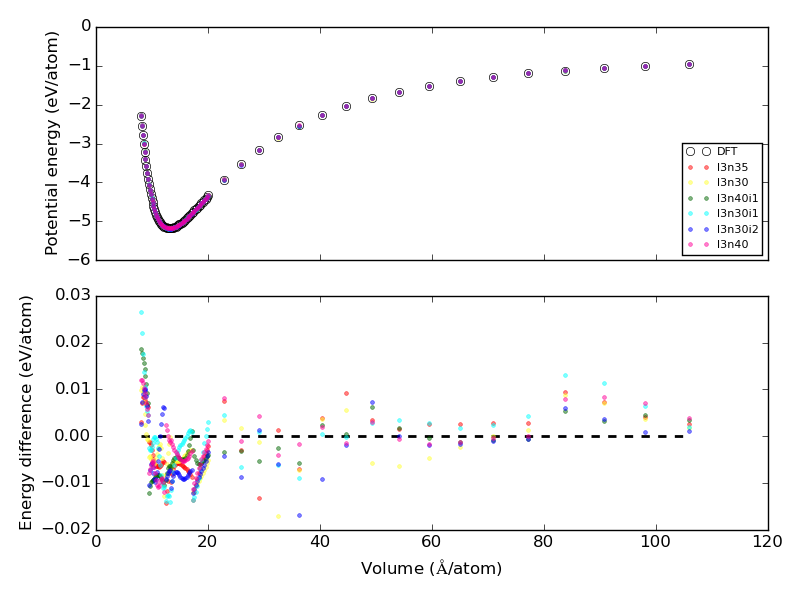 0
−1
−2
−3
−4
−5
−6
Potential energy (eV/atom)
DFT
l3n35
l3n30
l3n40i1
l3n30i1
l3n30i2
l3n40
0.03
0.02
0.01
0.00
−0.01
−0.02
Energy difference (eV/atom)
0 20 40 60 80 100 120
Volume (Å/atom)